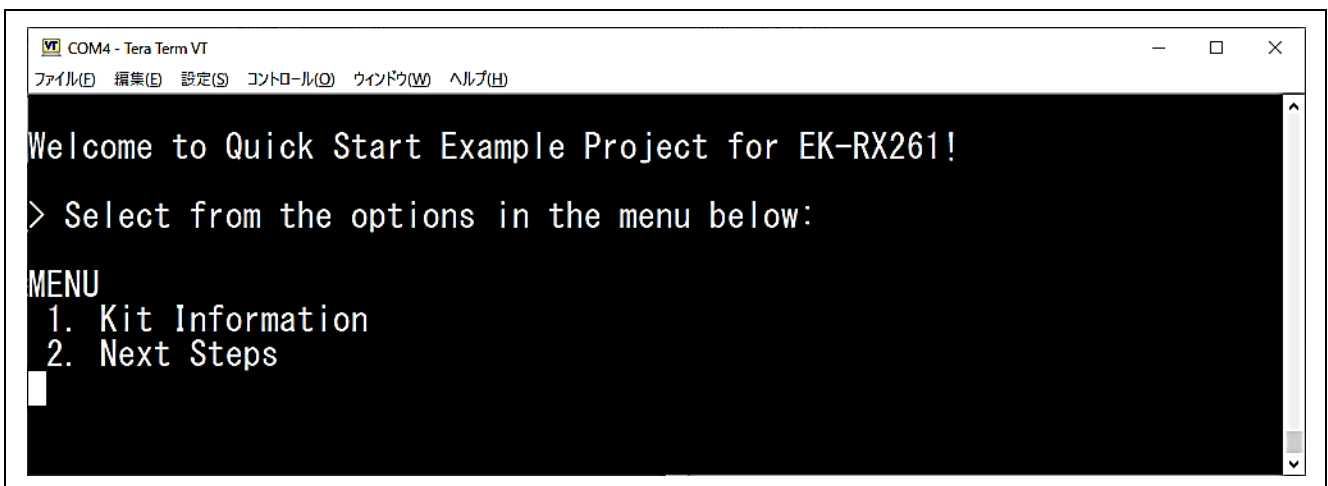 COM4 - Tera Term VT
ファイル(F) 編集(E) 設定(S) コントロール(O) ウィンドウ(W) ヘルプ(H)
Welcome to Quick Start Example Project for EK-RX261!
> Select from the options in the menu below:
MENU
1. Kit Information
2. Next Steps